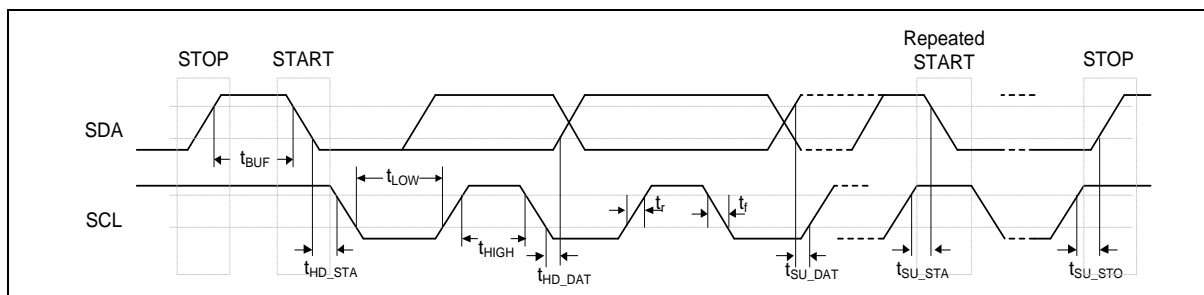 STOP
START
Repeated
START
STOP
SDA
tBUF
tLOW
SCL
tr
tf
tHIGH
tHD_STA
tHD_DAT
tSU_DAT
tSU_STA
tSU_STO